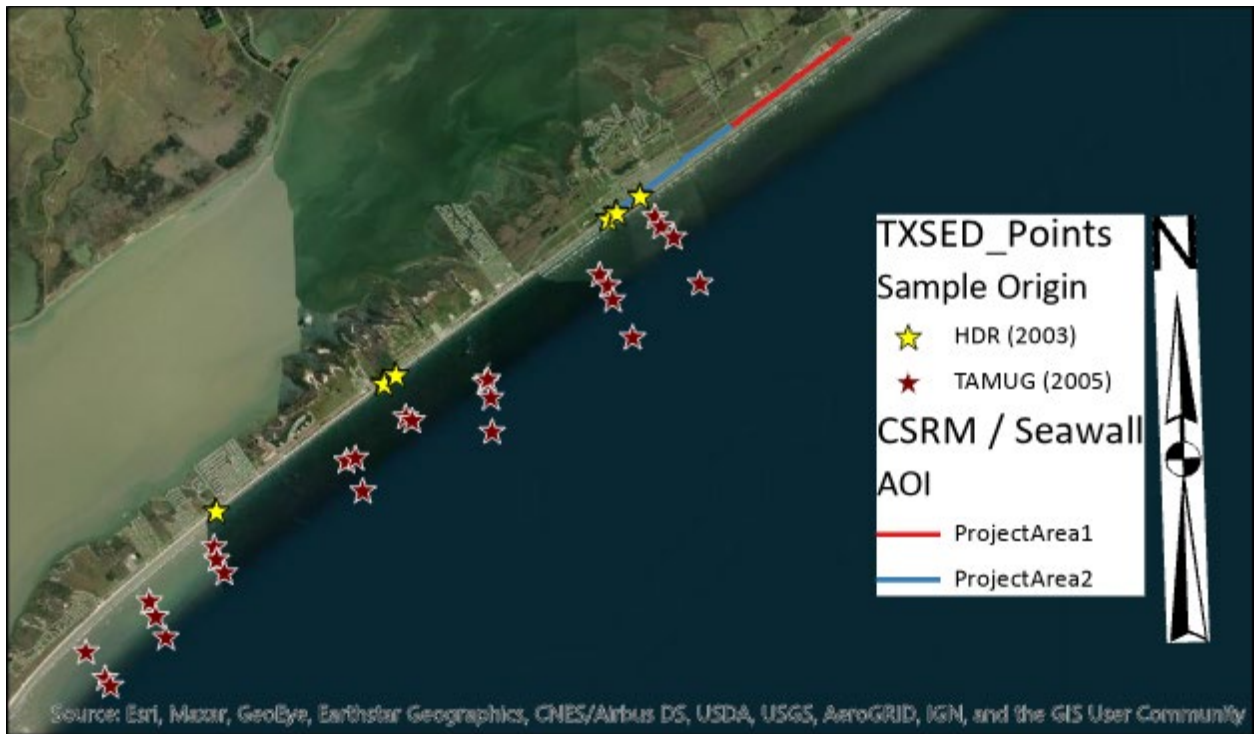 N
TXSED_Points
Sample Origin
HDR (2003)
TAMUG (2005)
CSRM / Seawall
AOI
ProjectArea1
ProjectArea2
Source: Esri, Maxar, GeoEye, Earthstar Geographics, CNES/Airbus DS, USDA, USGS, AeroGRID, IGN, and the GIS User Community